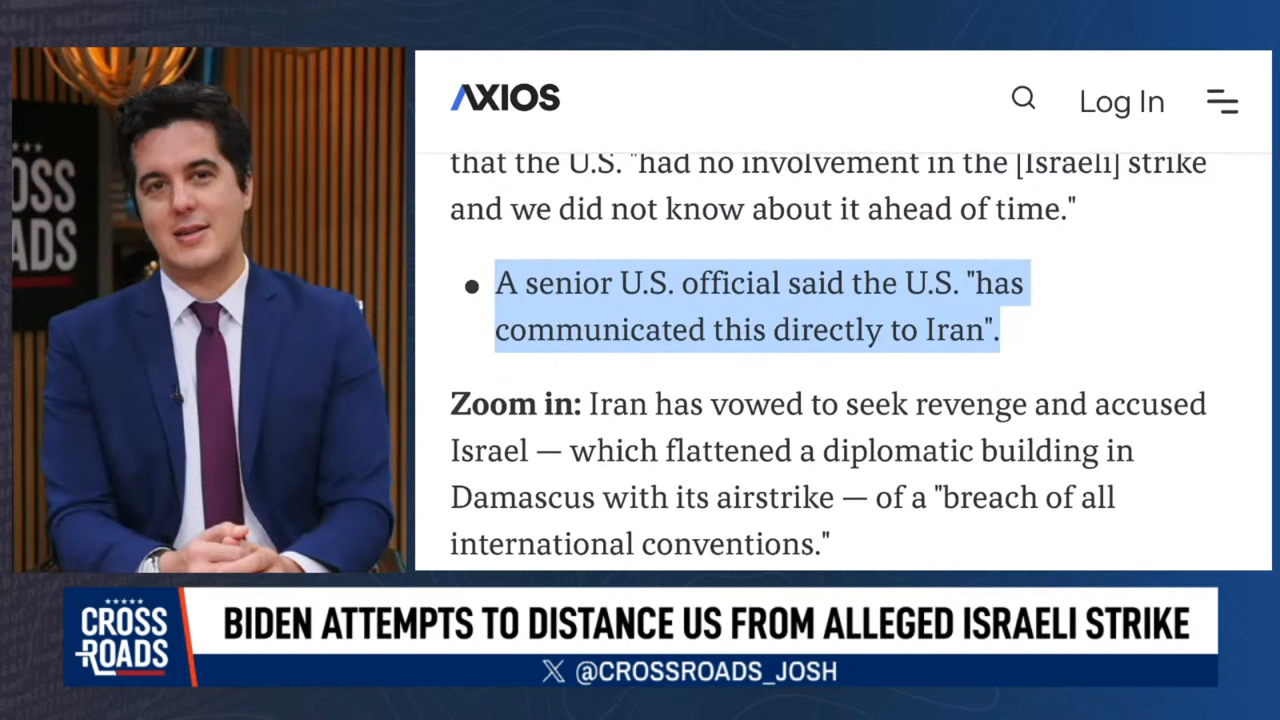 OSS
ADS
AXIOS
Log In
that the U.S. "had no involvement in the [Israeli] strike
and we did not know about it ahead of time."
• A senior U.S. official said the U.S. "has
communicated this directly to Iran".
Zoom in: Iran has vowed to seek revenge and accused
Israel — which flattened a diplomatic building in
Damascus with its airstrike — of a "breach of all
international conventions."
CROSS
ROADS
BIDEN ATTEMPTS TO DISTANCE US FROM ALLEGED ISRAELI STRIKE
X @CROSSROADS_JOSH